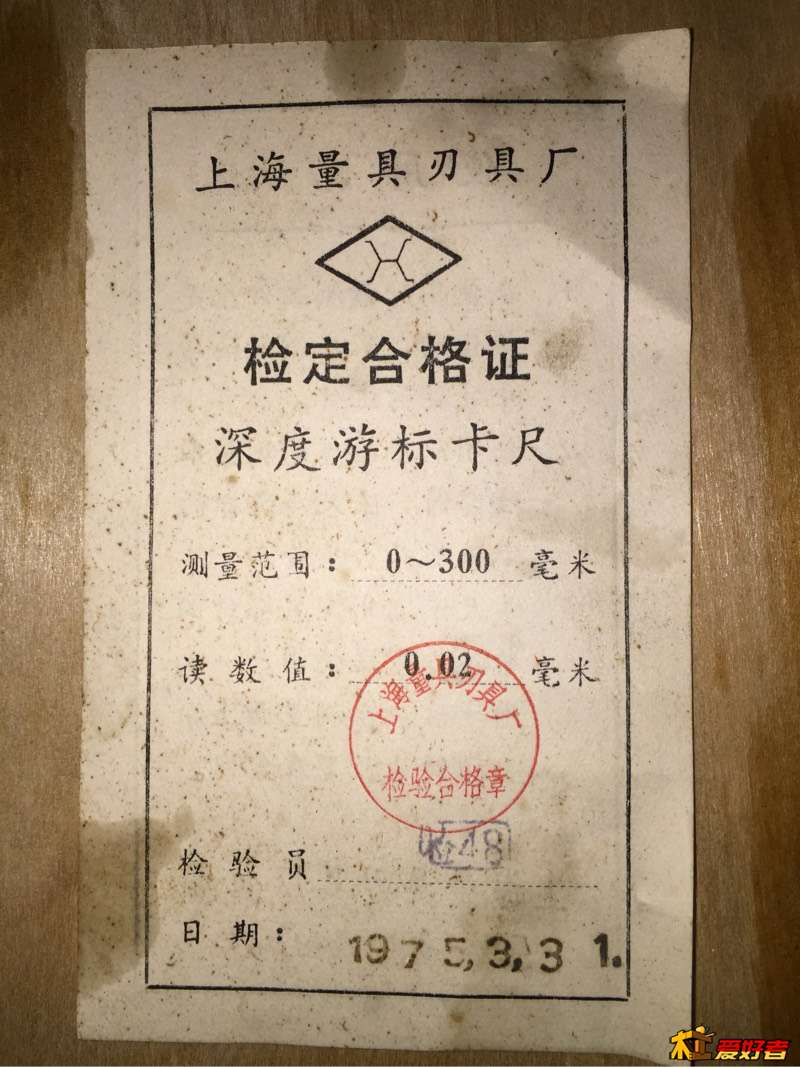 上海量具刃具厂
检定合格证
深度游标卡尺
测量范围： 0～300 毫米
读数值： 0.02 毫米
上海量具刃具厂
检验合格章
检验员
48
日期： 1975,3,31.
爱好者